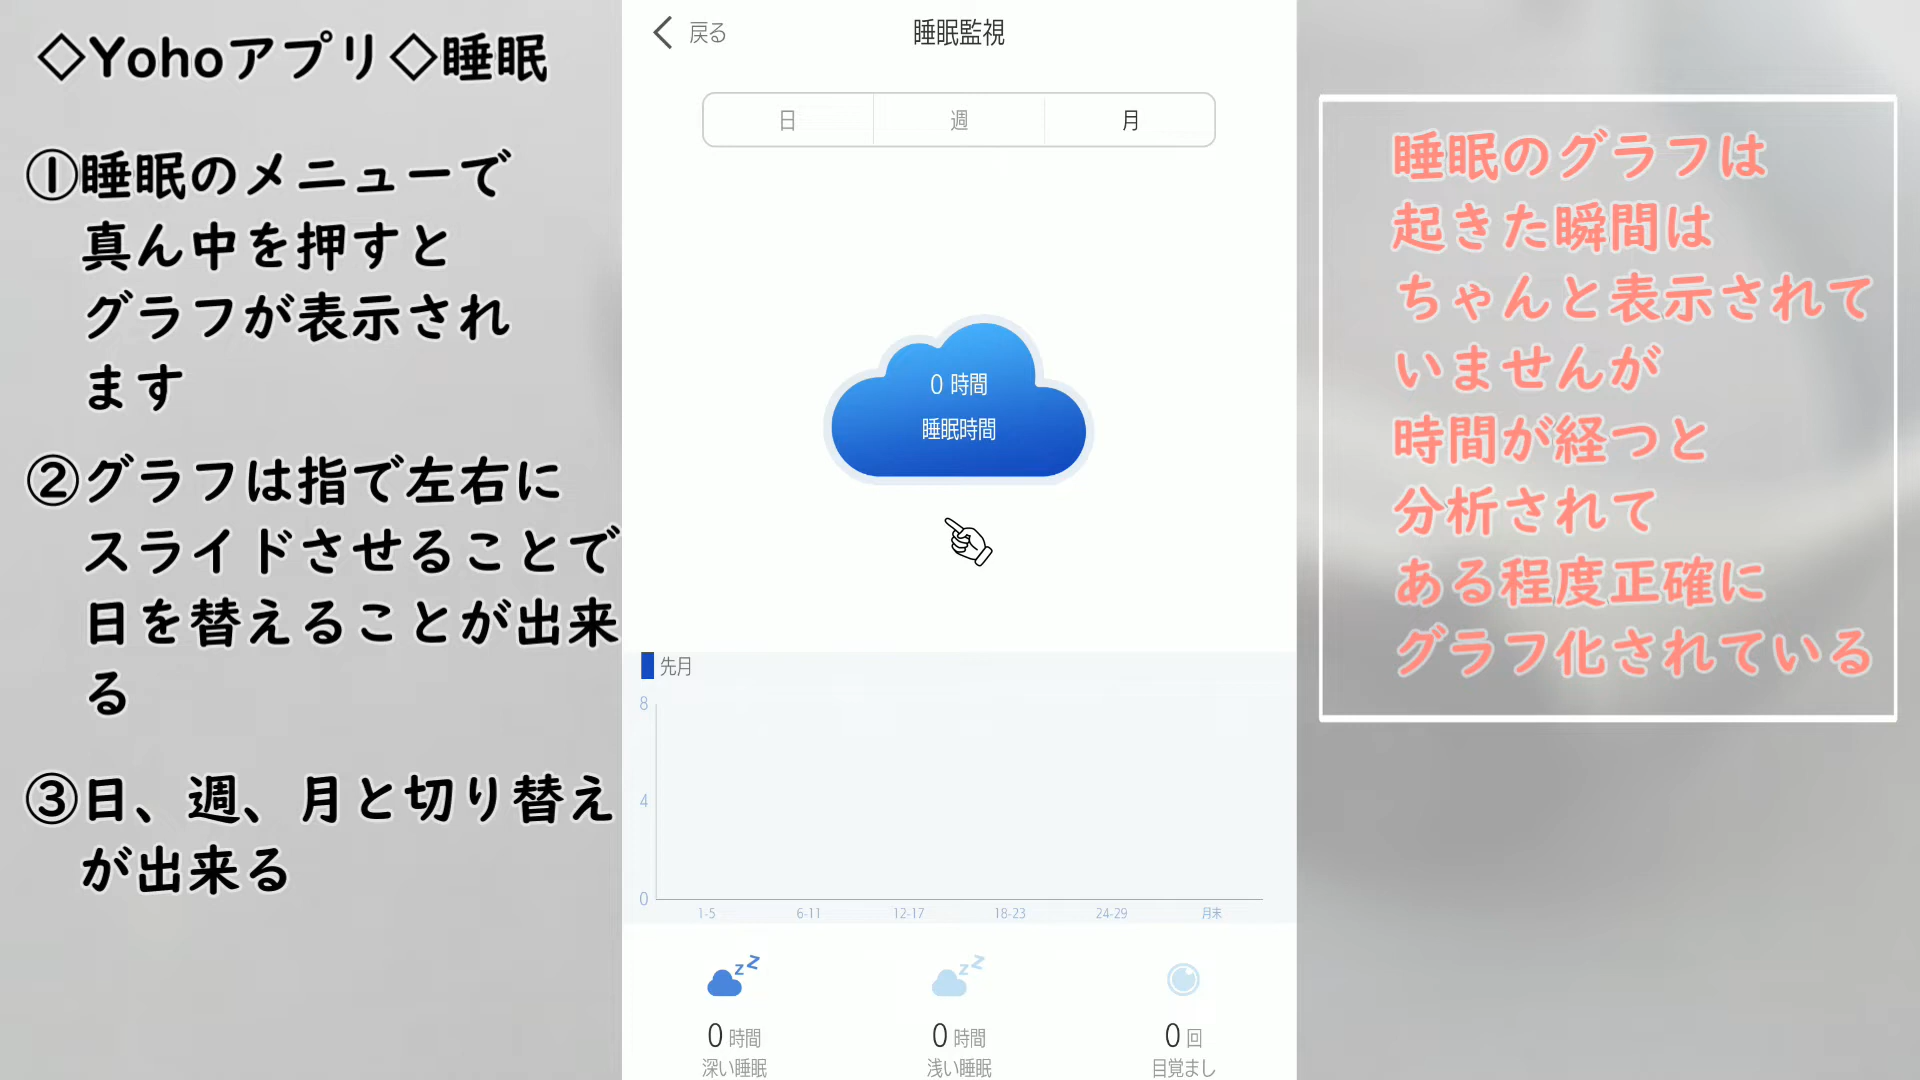 ◇Yohoアプリ◇睡眠
①睡眠のメニューで
真ん中を押すと
グラフが表示され
ます
②グラフは指で左右に
スライドさせることで
日を替えることが出来
る
③日、週、月と切り替え
が出来る
戻る
睡眠監視
日 週 月
0 時間
睡眠時間
先月
8
4
0
1-5 6-11 12-17 18-23 24-29 月末
z z z z
0 時間 0 時間 0 回
深い睡眠 浅い睡眠 目覚まし
睡眠のグラフは
起きた瞬間は
ちゃんと表示されて
いませんが
時間が経つと
分析されて
ある程度正確に
グラフ化されている